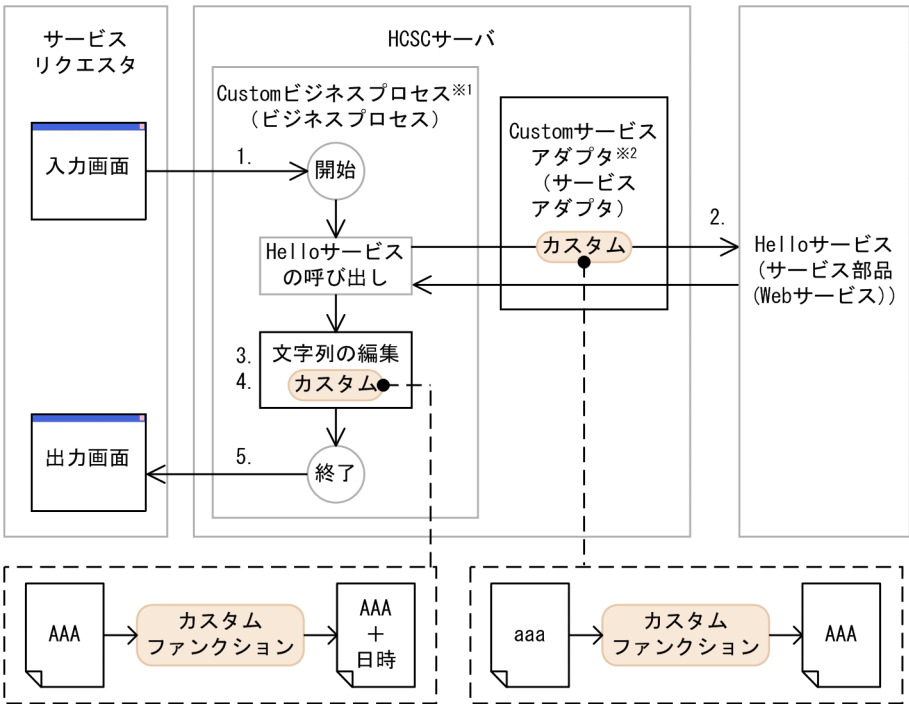 サービス
リクエスタ
HCSCサーバ
Customビジネスプロセス※1
(ビジネスプロセス)
Customサービス
アダプタ※2
(サービス
アダプタ)
入力画面
1.
開始
カスタム
2.
Helloサービス
の呼び出し
Helloサービス
(サービス部品
(Webサービス))
3.
文字列の編集
4.
カスタム
出力画面
5.
終了
AAA
カスタム
ファンクション
AAA
+
日時
aaa
カスタム
ファンクション
AAA